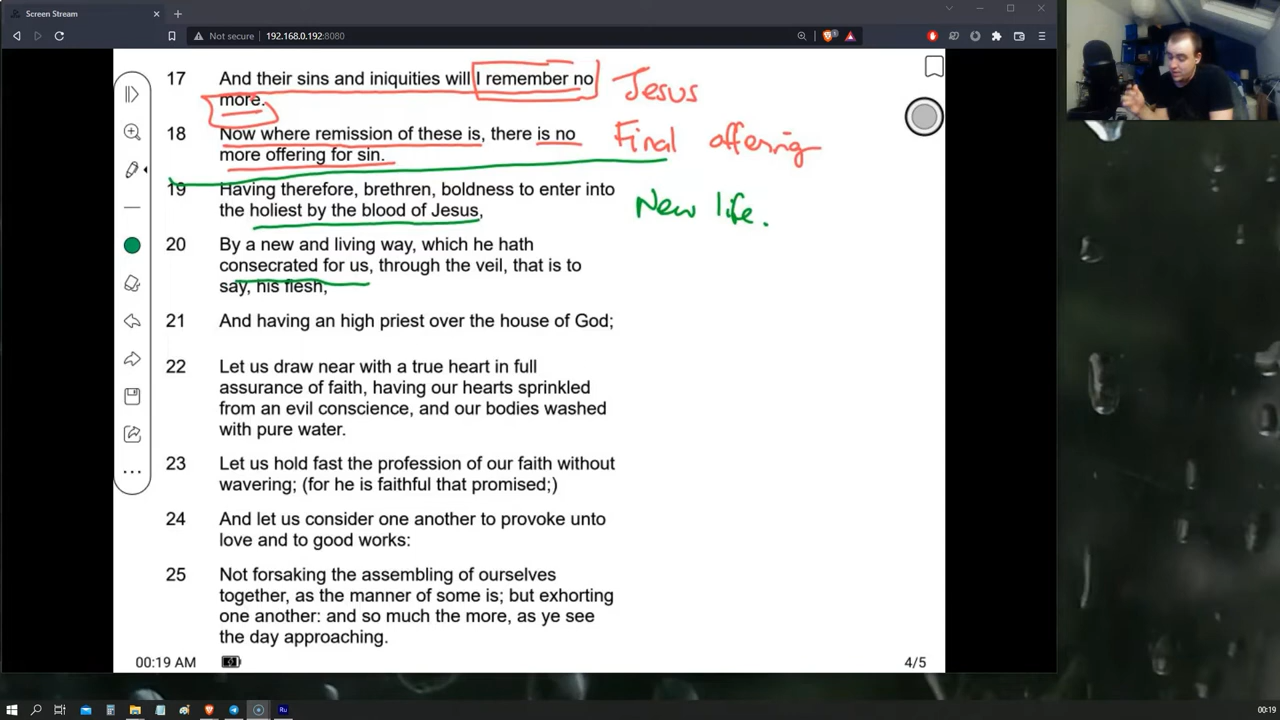 Screen Stream
Not secure 192.168.0.192:8080
17 And their sins and iniquities will I remember no
more.
Jesus
18 Now where remission of these is, there is no
more offering for sin.
Final offering
19 Having therefore, brethren, boldness to enter into
the holiest by the blood of Jesus,
New life.
20 By a new and living way, which he hath
consecrated for us, through the veil, that is to
say, his flesh;
21 And having an high priest over the house of God;
22 Let us draw near with a true heart in full
assurance of faith, having our hearts sprinkled
from an evil conscience, and our bodies washed
with pure water.
23 Let us hold fast the profession of our faith without
wavering; (for he is faithful that promised;)
24 And let us consider one another to provoke unto
love and to good works:
25 Not forsaking the assembling of ourselves
together, as the manner of some is; but exhorting
one another: and so much the more, as ye see
the day approaching.
00:19 AM 4/5
Ru 00:19